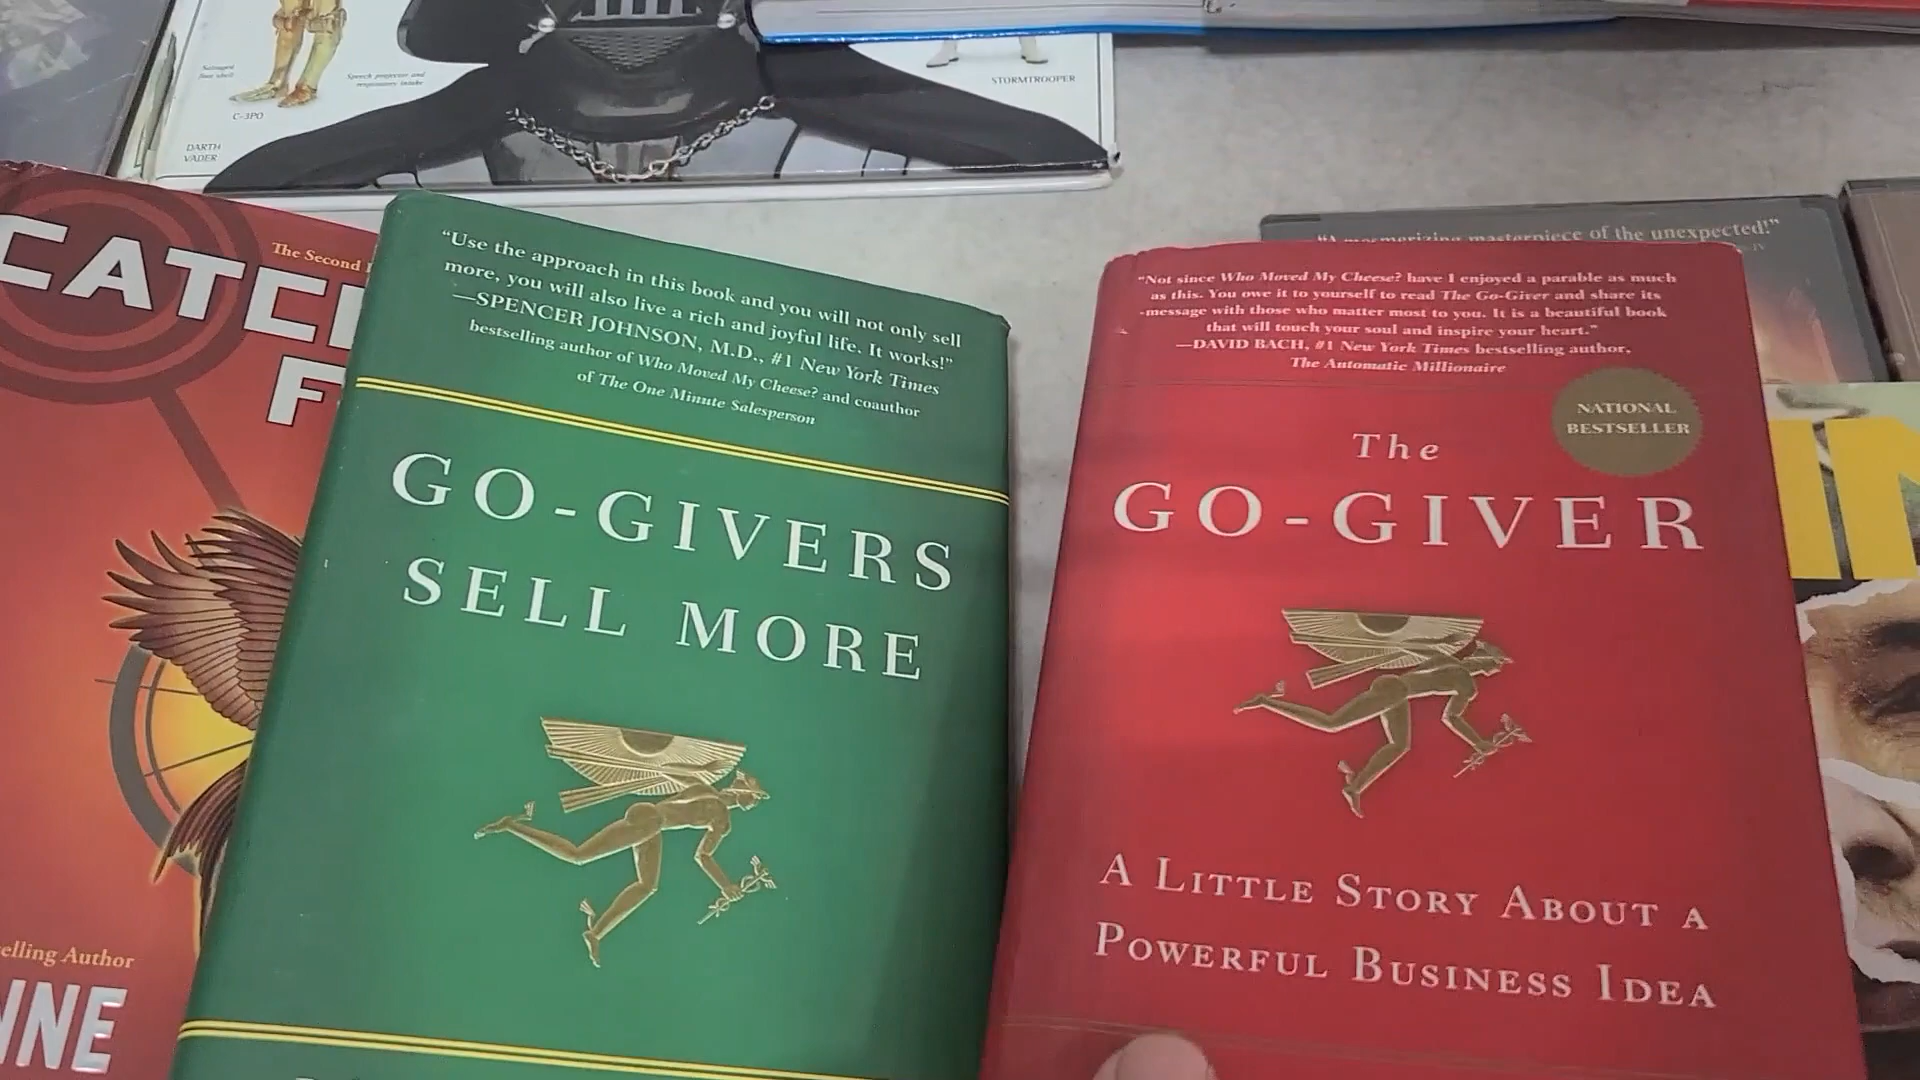 Speech projector and
respiratory intake
C-3PO
DARTH
VADER
STORMTROOPER
The Second
CATCHING
“Use the approach in this book and you will not only sell
more, you will also live a rich and joyful life. It works!”
—SPENCER JOHNSON, M.D., #1 New York Times
bestselling author of Who Moved My Cheese? and coauthor
of The One Minute Salesperson
GO-GIVERS
SELL MORE
“A mesmerizing masterpiece of the unexpected!”
“Not since Who Moved My Cheese? have I enjoyed a parable as much
as this. You owe it to yourself to read The Go-Giver and share its
message with those who matter most to you. It is a beautiful book
that will touch your soul and inspire your heart.”
—DAVID BACH, #1 New York Times bestselling author,
The Automatic Millionaire
NATIONAL
BESTSELLER
The
GO-GIVER
A LITTLE STORY ABOUT A
POWERFUL BUSINESS IDEA
elling Author
NNE
IN